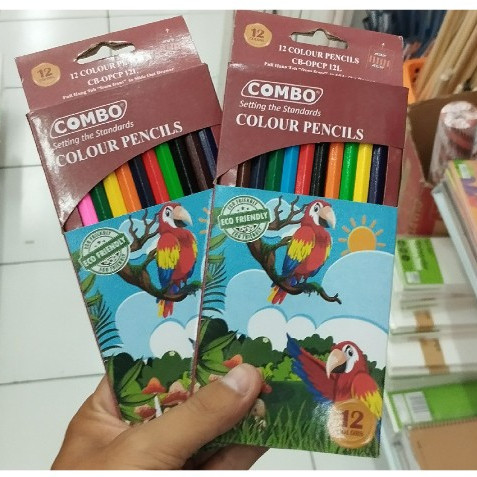 12
12 COLOUR PENCILS
CB-OPCP 12L
COMBO
Setting the Standards
COLOUR PENCILS
ECO FRIENDLY
12
12 COLOUR PENCILS
CB-OPCP 12L
COMBO
Setting the Standards
COLOUR PENCILS
ECO FRIENDLY
12